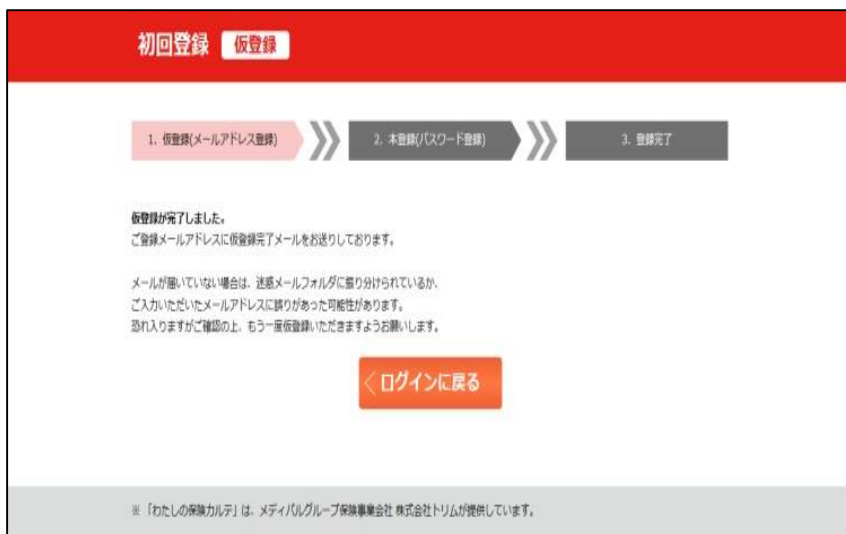 初回登録 仮登録
1. 仮登録(メールアドレス登録) 2. 本登録(パスワード登録) 3. 登録完了
仮登録が完了しました。
ご登録メールアドレスに仮登録完了メールをお送りしております。
メールが届いていない場合は、迷惑メールフォルダに振り分けられているか、
ご入力いただいたメールアドレスに誤りがあった可能性があります。
恐れ入りますがご確認の上、もう一度仮登録いただきますようお願いします。
〈ログインに戻る
※「わたしの保険カルテ」は、メディパルグループ保険事業会社 株式会社トリムが提供しています。